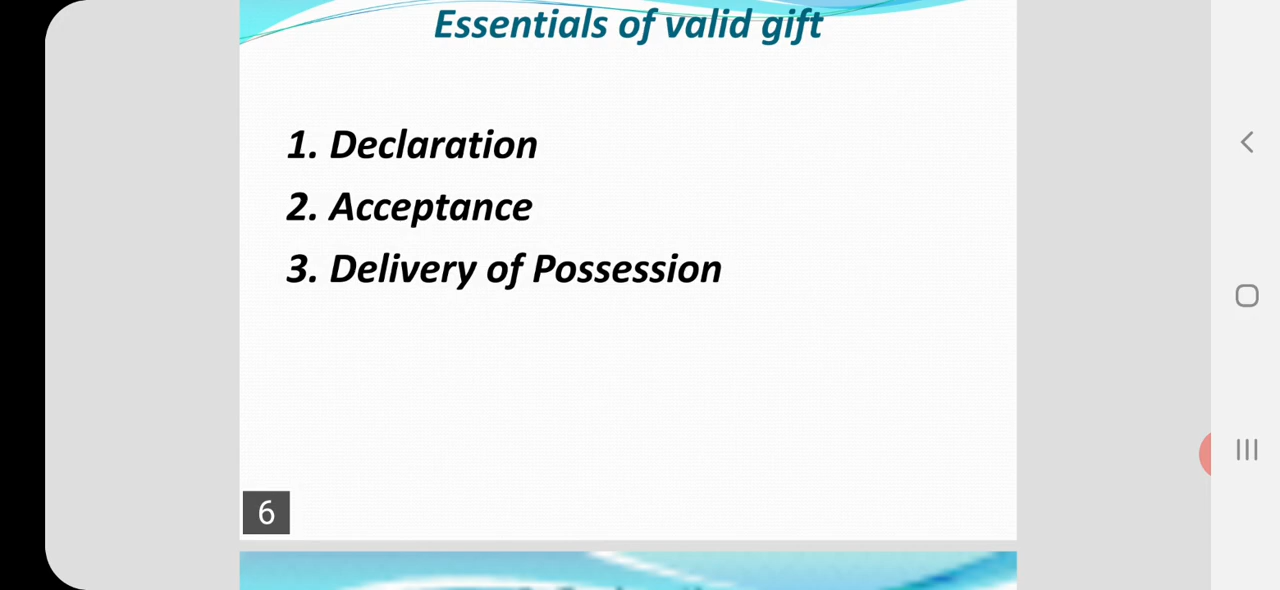 Essentials of valid gift
1. Declaration
2. Acceptance
3. Delivery of Possession
6